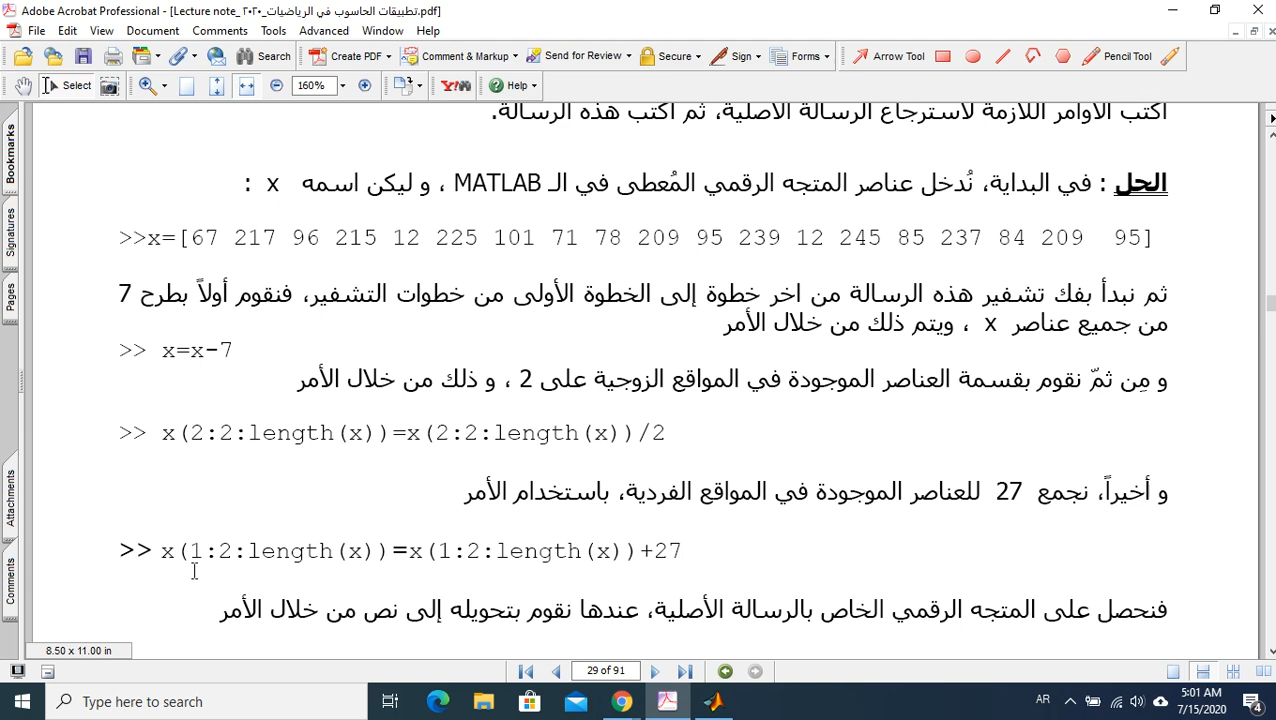 Adobe Acrobat Professional - [Lecture note_ ٢٠٢٠_تطبيقات الحاسوب في الرياضيات.pdf]
File Edit View Document Comments Tools Advanced Window Help
Search Create PDF Comment & Markup Send for Review Secure Sign Forms Arrow Tool Pencil Tool
Select 160% Y! Help
Bookmarks
Signatures
Pages
Attachments
Comments
اكتب الأوامر اللازمة لاسترجاع الرسالة الأصلية، ثم اكتب هذه الرسالة.
الحل : في البداية، نُدخل عناصر المتجه الرقمي المُعطى في الـ MATLAB ، و ليكن اسمه x :
>>x=[67 217 96 215 12 225 101 71 78 209 95 239 12 245 85 237 84 209 95]
ثم نبدأ بفك تشفير هذه الرسالة من اخر خطوة إلى الخطوة الأولى من خطوات التشفير، فنقوم أولاً بطرح 7
من جميع عناصر x ، ويتم ذلك من خلال الأمر
>> x=x-7
و مِن ثمّ نقوم بقسمة العناصر الموجودة في المواقع الزوجية على 2 ، و ذلك من خلال الأمر
>> x(2:2:length(x))=x(2:2:length(x))/2
و أخيراً، نجمع 27 للعناصر الموجودة في المواقع الفردية، باستخدام الأمر
>> x(1:2:length(x))=x(1:2:length(x))+27
فنحصل على المتجه الرقمي الخاص بالرسالة الأصلية، عندها نقوم بتحويله إلى نص من خلال الأمر
8.50 x 11.00 in
29 of 91
Type here to search
AR
5:01 AM
7/15/2020
4